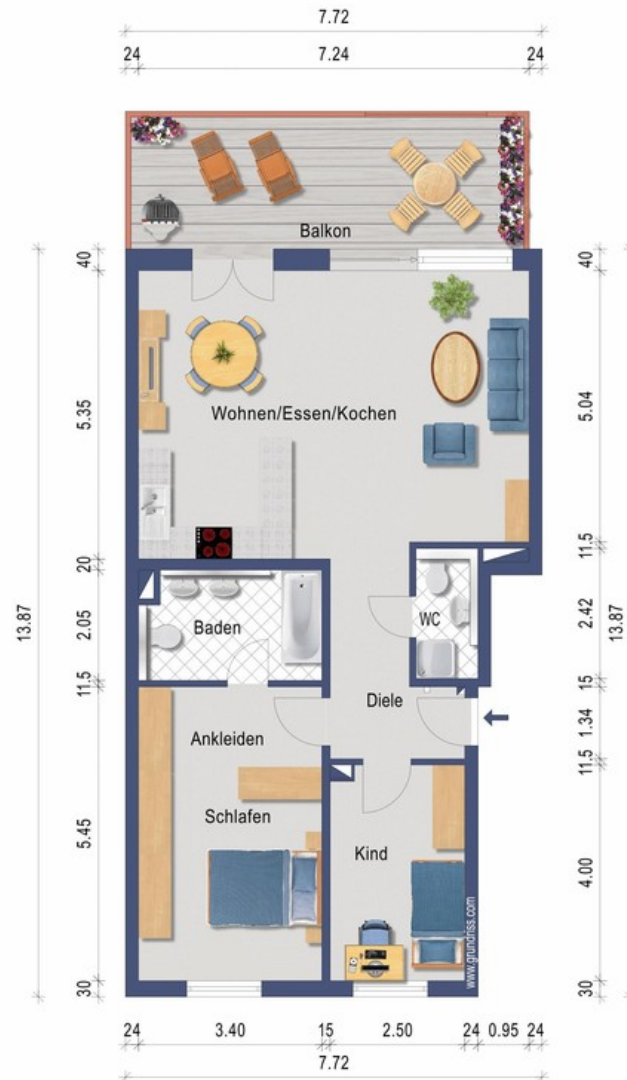 7.72
24 7.24 24
Balkon
40 40
5.35 Wohnen/Essen/Kochen 5.04
20 11.5
13.87 2.05 Baden WC 2.42 13.87
11.5 15
Ankleiden Diele 1.34
11.5
Schlafen
5.45 Kind 4.00
www.grundriss.com
30 30
24 3.40 15 2.50 24 0.95 24
7.72